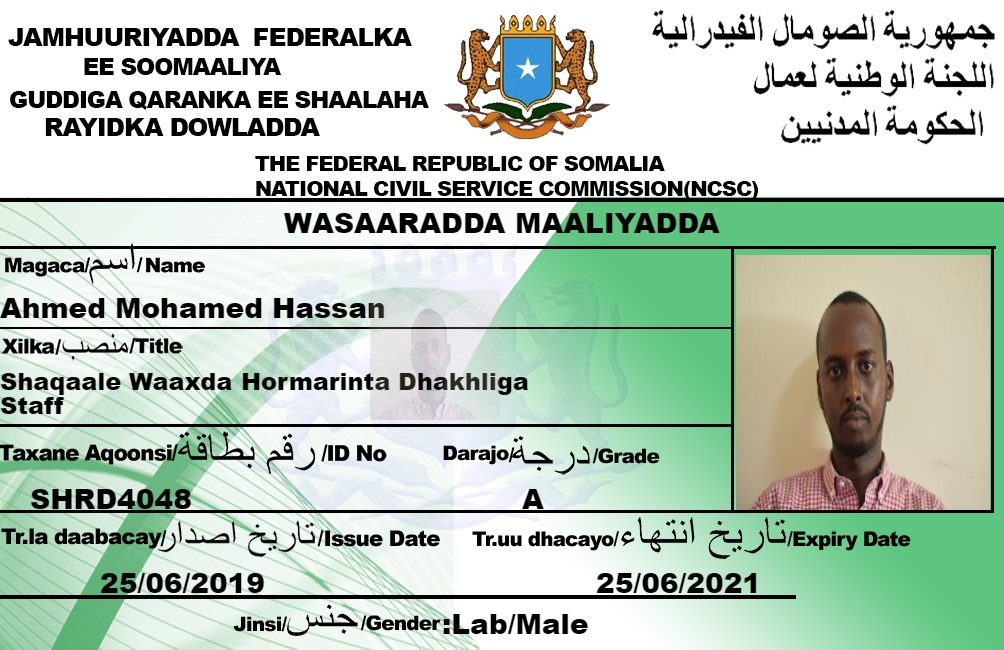 JAMHUURIYADDA FEDERALKA
EE SOOMAALIYA
GUDDIGA QARANKA EE SHAALAHA
RAYIDKA DOWLADDA
جمهورية الصومال الفيدرالية
اللجنة الوطنية لعمال
الحكومة المدنيين
THE FEDERAL REPUBLIC OF SOMALIA
NATIONAL CIVIL SERVICE COMMISSION(NCSC)
WASAARADDA MAALIYADDA
Magaca/اسم/Name
Ahmed Mohamed Hassan
Xilka/منصب/Title
Shaqaale Waaxda Hormarinta Dhakhliga
Staff
Taxane Aqoonsi/رقم بطاقة/ID No
Darajo/درجة/Grade
SHRD4048
A
Tr.la daabacay/تاريخ اصدار/Issue Date
Tr.uu dhacayo/تاريخ انتهاء/Expiry Date
25/06/2019
25/06/2021
Jinsi/جنس/Gender:Lab/Male